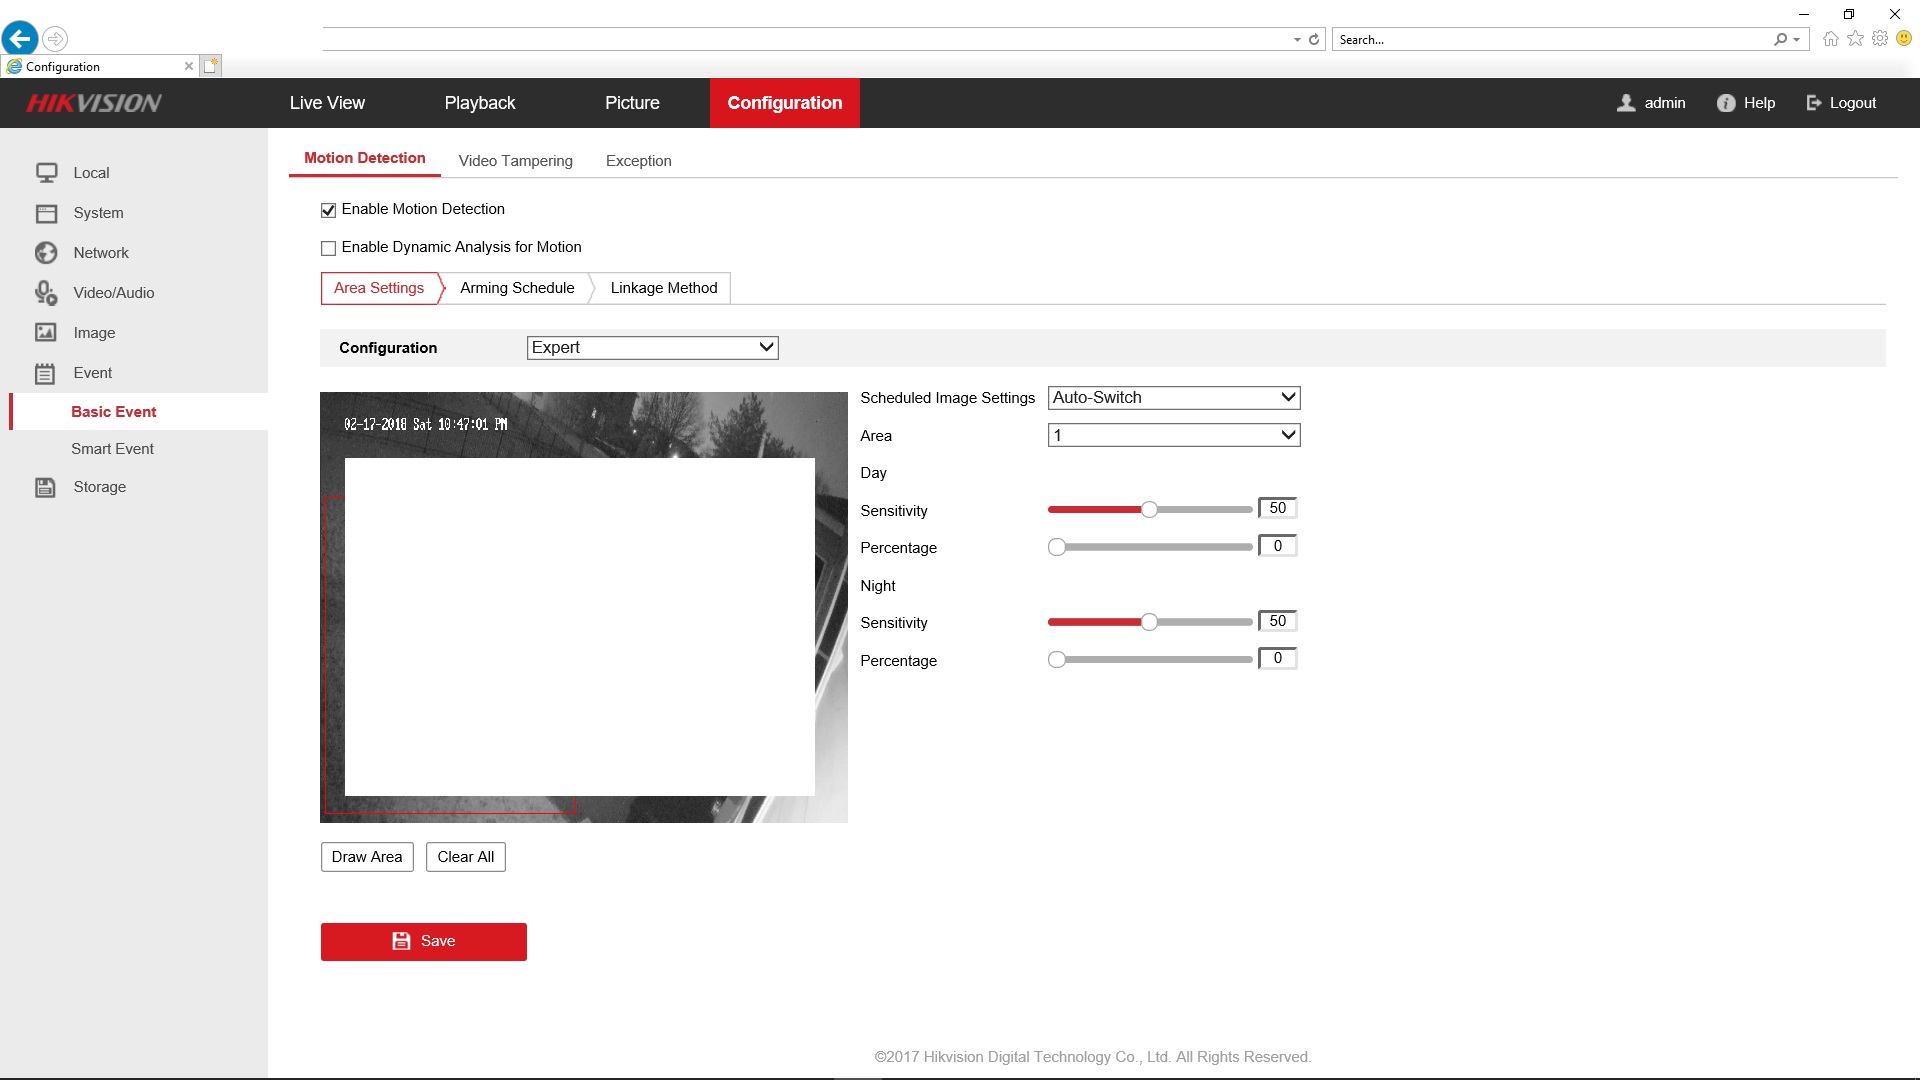 Search...
Configuration
HIKVISION
Live View
Playback
Picture
Configuration
admin
Help
Logout
Local
System
Network
Video/Audio
Image
Event
Basic Event
Smart Event
Storage
Motion Detection
Video Tampering
Exception
Enable Motion Detection
Enable Dynamic Analysis for Motion
Area Settings
Arming Schedule
Linkage Method
Configuration
Expert
02-17-2018 Sat 10:47:01 PM
Scheduled Image Settings
Auto-Switch
Area
1
Day
Sensitivity
50
Percentage
0
Night
Sensitivity
50
Percentage
0
Draw Area
Clear All
Save
©2017 Hikvision Digital Technology Co., Ltd. All Rights Reserved.